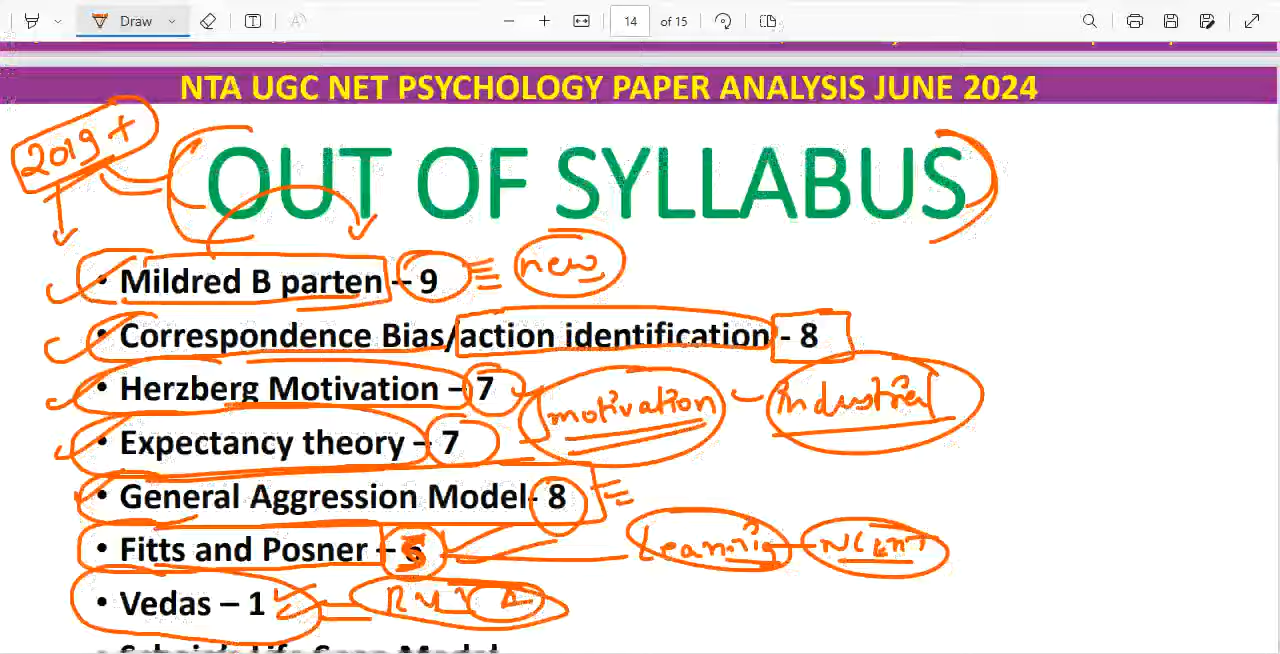 Draw
14 of 15
NTA UGC NET PSYCHOLOGY PAPER ANALYSIS JUNE 2024
2019 +
OUT OF SYLLABUS
• Mildred B parten – 9 new
• Correspondence Bias/action identification - 8
• Herzberg Motivation – 7 motivation industrial
• Expectancy theory – 7
• General Aggression Model- 8
• Fitts and Posner – 5 Learning NCERT
• Vedas – 1